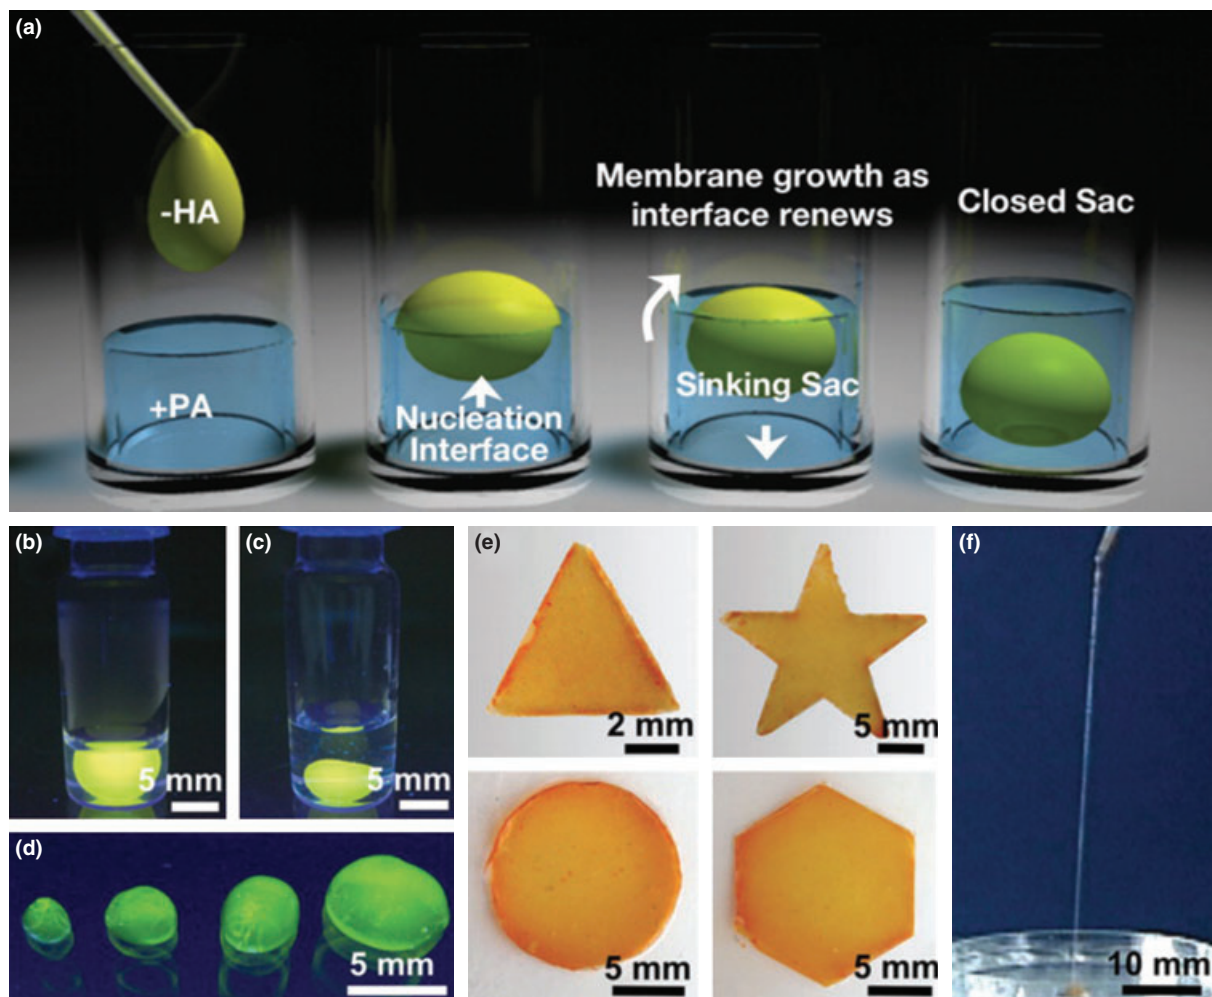 (a)
-HA
+PA
Nucleation
Interface
Membrane growth as
interface renews
Sinking Sac
Closed Sac
(b)
5 mm
(c)
5 mm
(d)
5 mm
(e)
2 mm
5 mm
5 mm
5 mm
(f)
10 mm